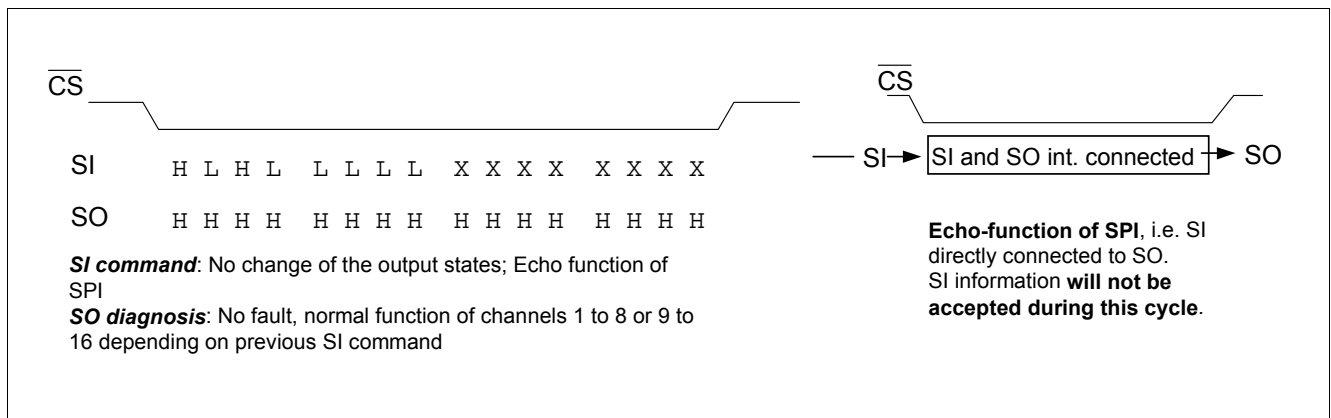 CS
SI H L H L L L L L X X X X X X X X
SO H H H H H H H H H H H H H H H H
SI command: No change of the output states; Echo function of
SPI
SO diagnosis: No fault, normal function of channels 1 to 8 or 9 to
16 depending on previous SI command
CS
SI SI and SO int. connected SO
Echo-function of SPI, i.e. SI
directly connected to SO.
SI information will not be
accepted during this cycle.